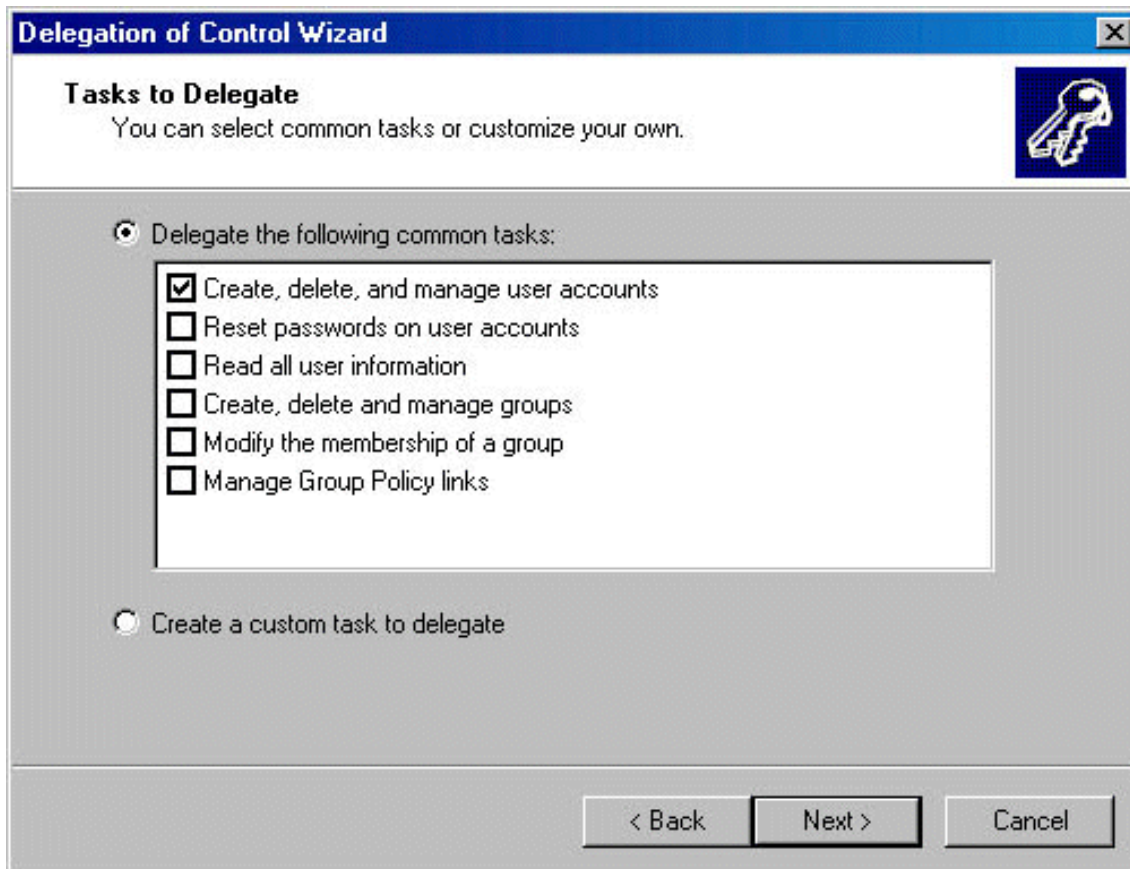 Delegation of Control Wizard
Tasks to Delegate
You can select common tasks or customize your own.
Delegate the following common tasks:
Create, delete, and manage user accounts
Reset passwords on user accounts
Read all user information
Create, delete and manage groups
Modify the membership of a group
Manage Group Policy links
Create a custom task to delegate
< Back Next > Cancel